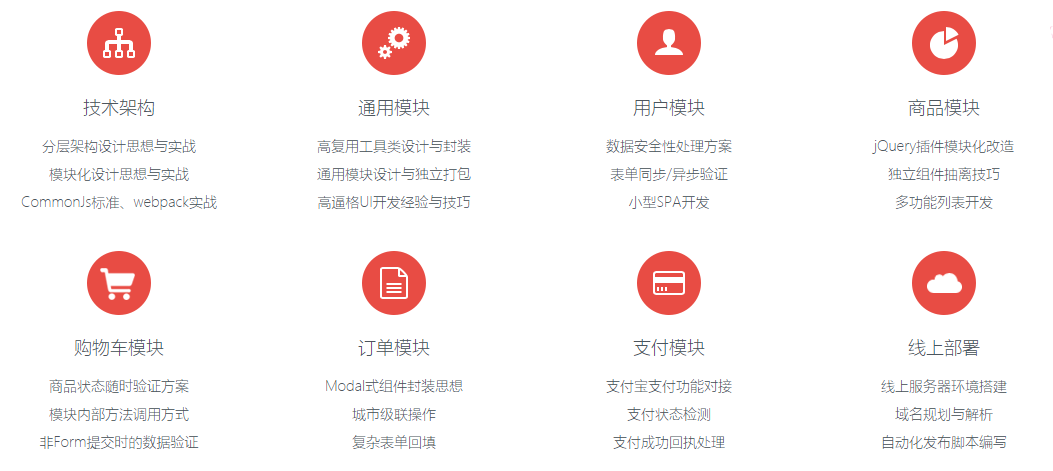 技术架构
分层架构设计思想与实战
模块化设计思想与实战
CommonJs标准、webpack实战
通用模块
高复用工具类设计与封装
通用模块设计与独立打包
高逼格UI开发经验与技巧
用户模块
数据安全性处理方案
表单同步/异步验证
小型SPA开发
商品模块
jQuery插件模块化改造
独立组件抽离技巧
多功能列表开发
购物车模块
商品状态随时验证方案
模块内部方法调用方式
非Form提交时的数据验证
订单模块
Modal式组件封装思想
城市级联操作
复杂表单回填
支付模块
支付宝支付功能对接
支付状态检测
支付成功回执处理
线上部署
线上服务器环境搭建
域名规划与解析
自动化发布脚本编写